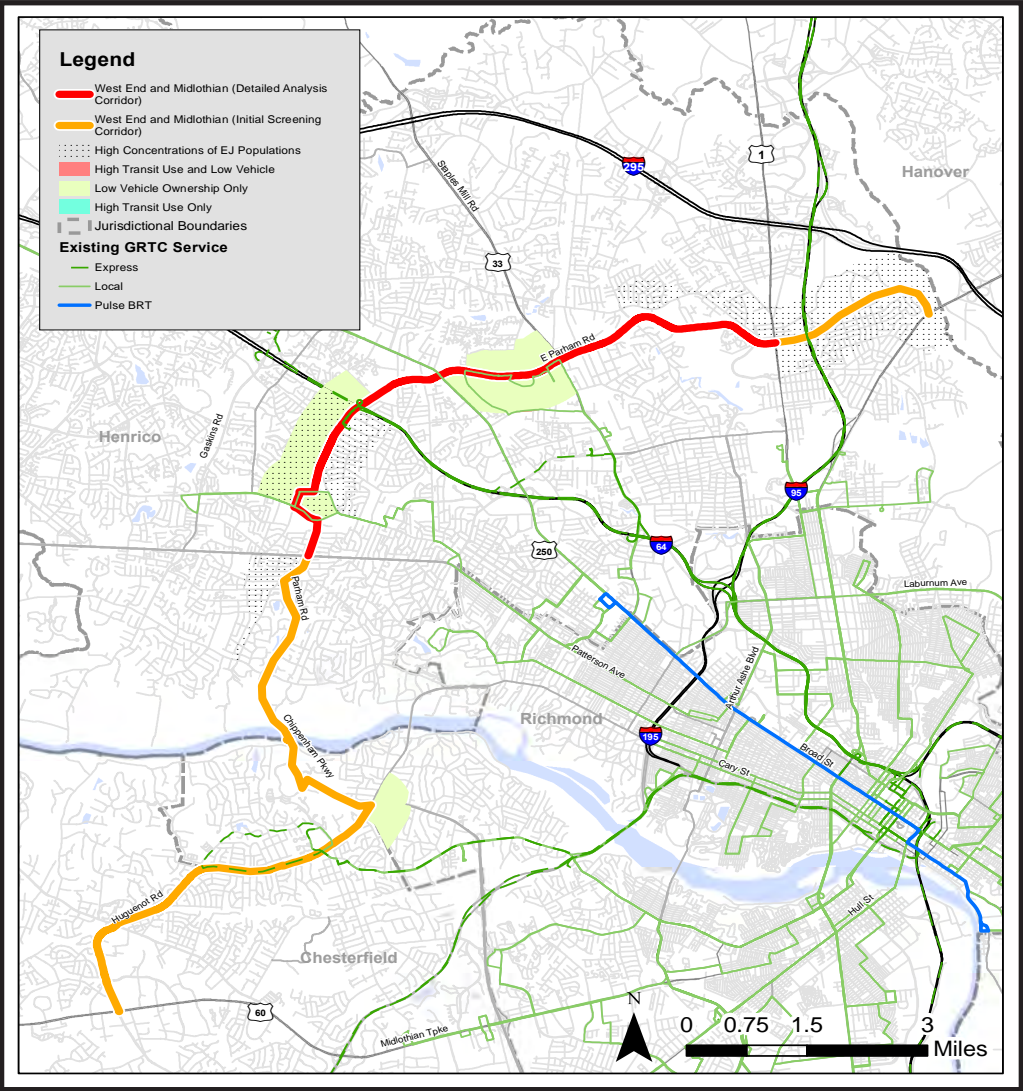 Legend
West End and Midlothian (Detailed Analysis
Corridor)
West End and Midlothian (Initial Screening
Corridor)
High Concentrations of EJ Populations
High Transit Use and Low Vehicle
Low Vehicle Ownership Only
High Transit Use Only
Jurisdictional Boundaries
Existing GRTC Service
Express
Local
Pulse BRT
295
1
Hanover
Staples Mill Rd
33
E Parham Rd
Gaskins Rd
Henrico
95
250
64
Parham Rd
Laburnum Ave
Patterson Ave
Arthur Ashe Blvd
Richmond
195
Chippenham Pkwy
Broad St
Cary St
Huguenot Rd
Hull St
Chesterfield
60
Midlothian Tpke
N
0 0.75 1.5 3
Miles